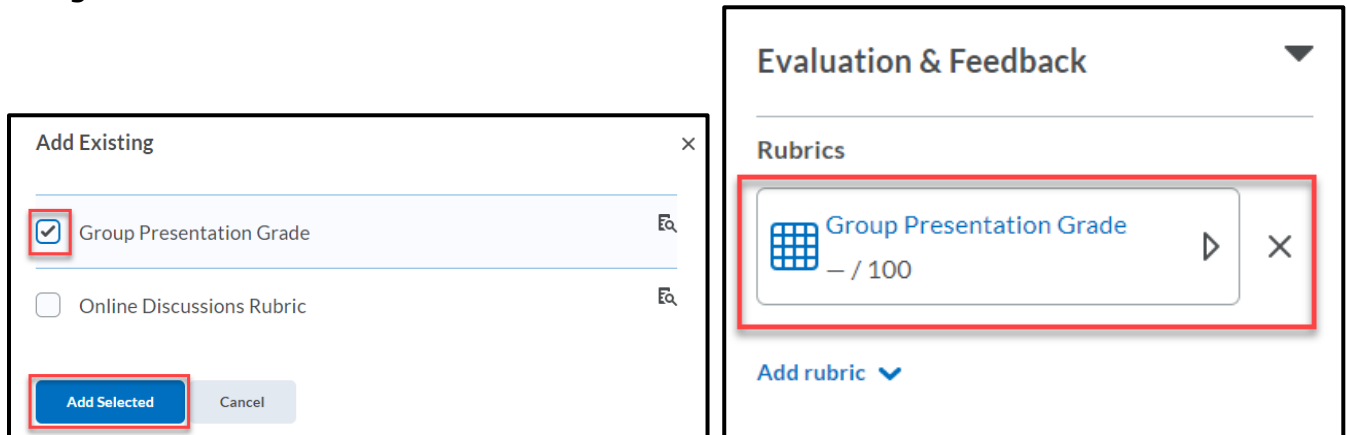 Add Existing
Group Presentation Grade
Online Discussions Rubric
Add Selected
Cancel
Evaluation & Feedback
Rubrics
Group Presentation Grade
– / 100
Add rubric